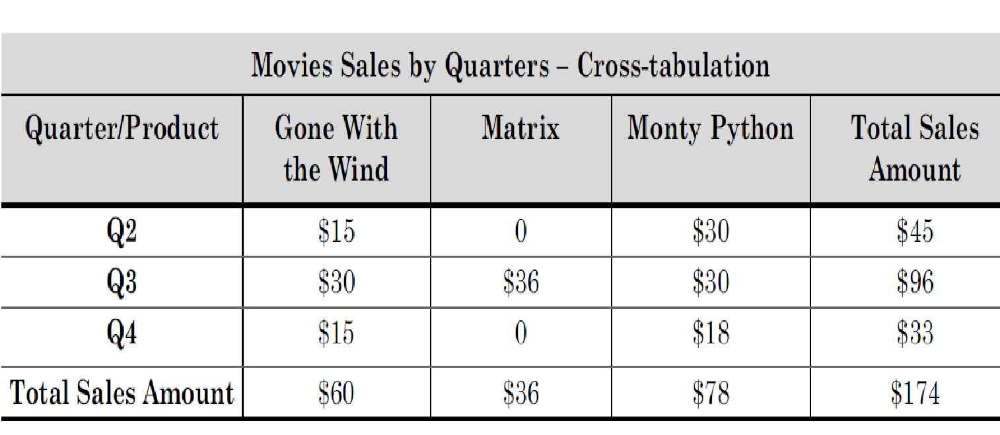 Movies Sales by Quarters – Cross-tabulation
Quarter/Product Gone With the Wind Matrix Monty Python Total Sales Amount
Q2 $15 0 $30 $45
Q3 $30 $36 $30 $96
Q4 $15 0 $18 $33
Total Sales Amount $60 $36 $78 $174